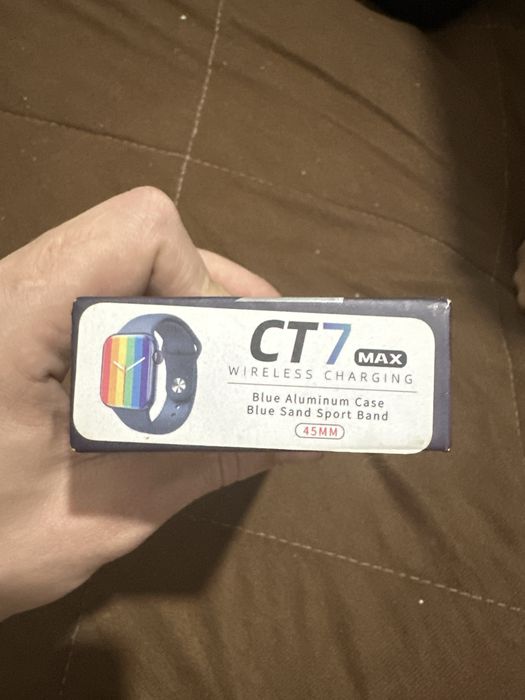 CT7 MAX
WIRELESS CHARGING
Blue Aluminum Case
Blue Sand Sport Band
45MM